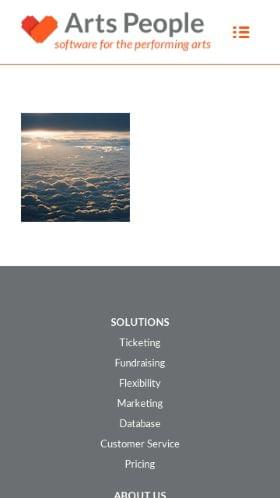 Arts People
software for the performing arts
SOLUTIONS
Ticketing
Fundraising
Flexibility
Marketing
Database
Customer Service
Pricing
ABOUT US